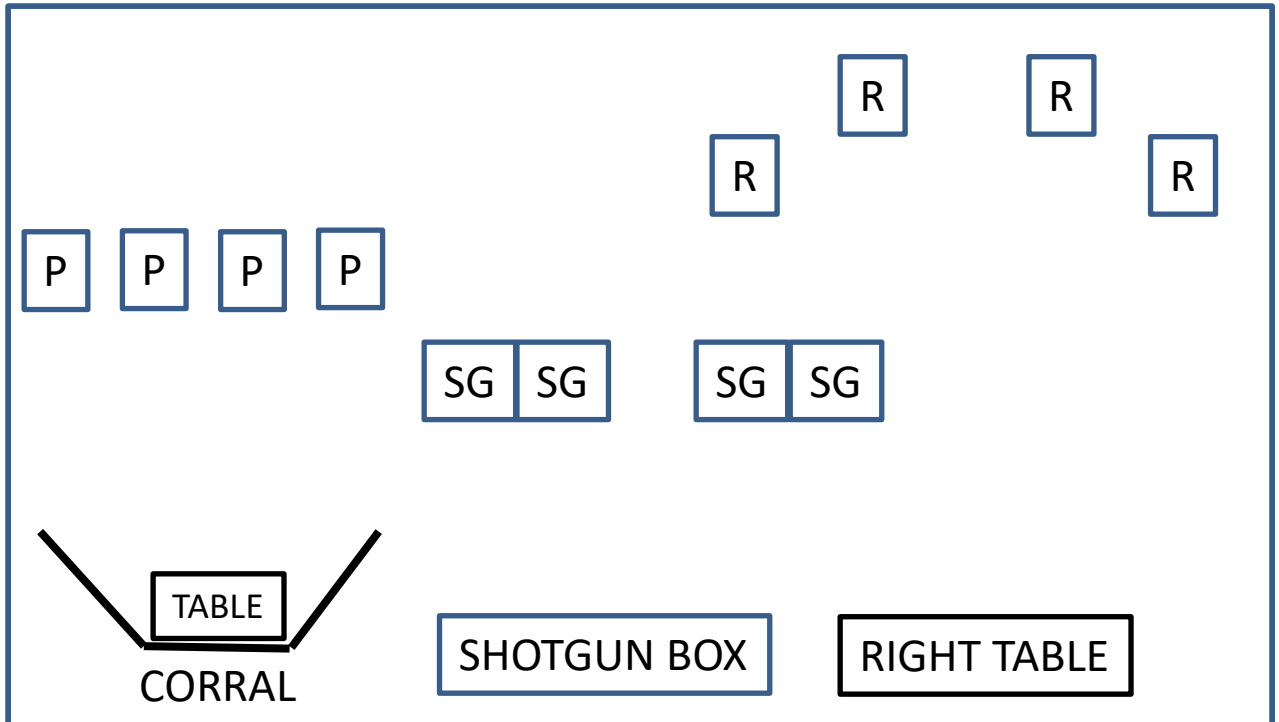 R R
R R
P P P P
SG SG SG SG
TABLE
SHOTGUN BOX RIGHT TABLE
CORRAL